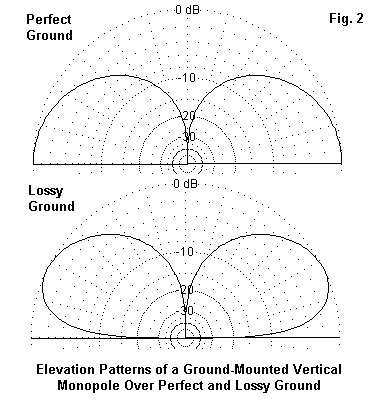 Perfect
Ground
0 dB
Fig. 2
-10
-20
-30
Lossy
Ground
0 dB
-10
-20
-30
Elevation Patterns of a Ground-Mounted Vertical
Monopole Over Perfect and Lossy Ground